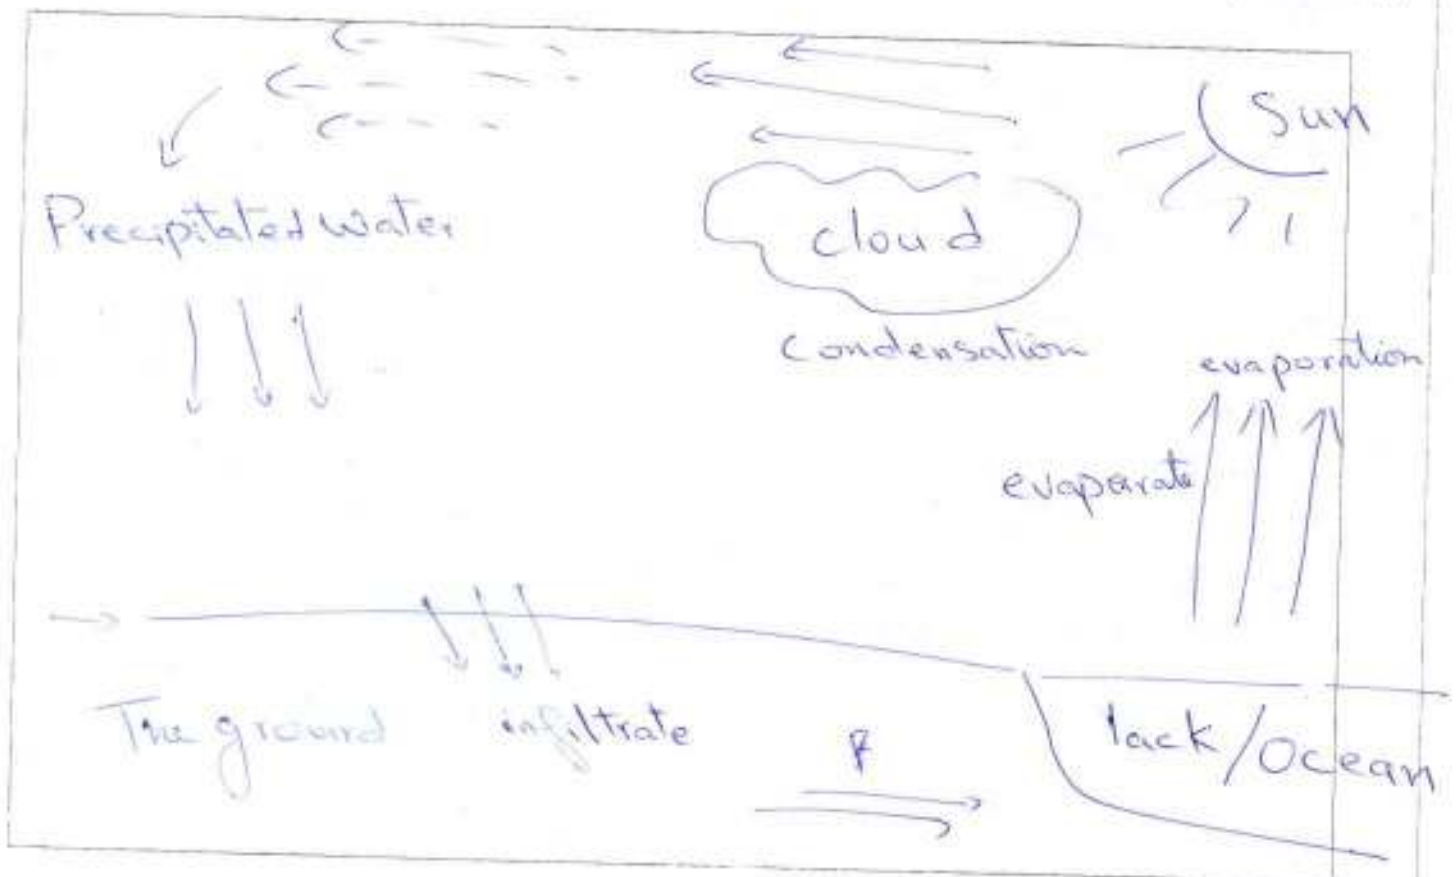 Sun
Precipitated water
cloud
Condensation
evaporation
evaporate
The ground
infiltrate
lack/Ocean